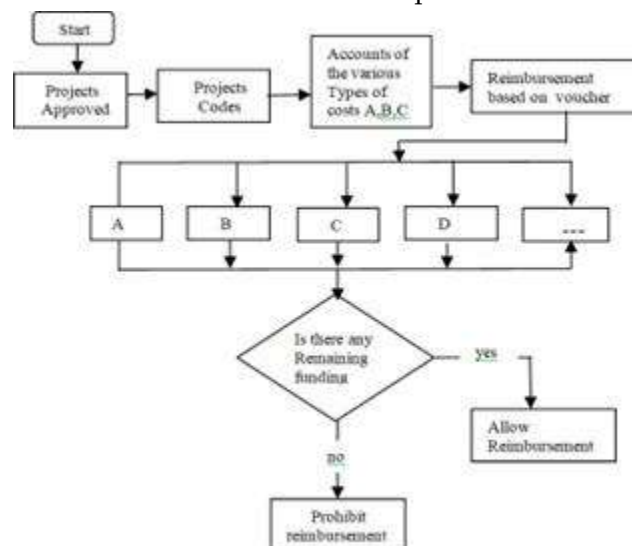 Start
Projects
Approved
Projects
Codes
Accounts of
the various
Types of
costs A,B,C
Reimbursement
based on voucher
A
B
C
D
---
Is there any
Remaining
funding
yes
Allow
Reimbursement
no
Prohibit
reimbursement